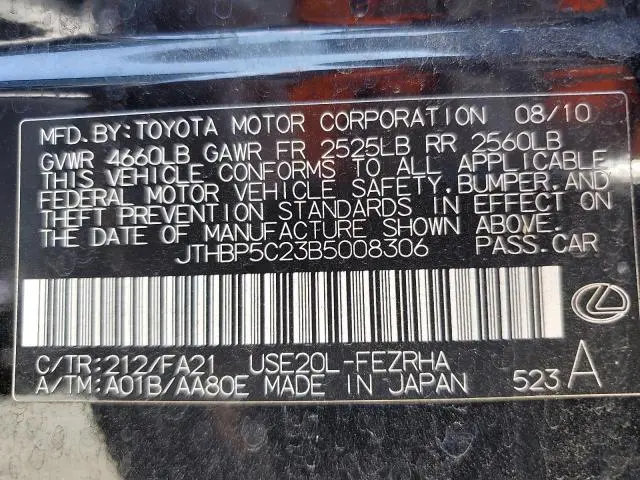 MFD. BY: TOYOTA MOTOR CORPORATION 08/10
GVWR 4660LB GAWR FR 2525LB RR 2560LB
THIS VEHICLE CONFORMS TO ALL APPLICABLE
FEDERAL MOTOR VEHICLE SAFETY, BUMPER, AND
THEFT PREVENTION STANDARDS IN EFFECT ON
THE DATE OF MANUFACTURE SHOWN ABOVE.
JTHBP5C23B5008306 PASS.CAR
C/TR:212/FA21 USE20L-FEZRHA
A/TM:A01B/AA80E MADE IN JAPAN 523 A